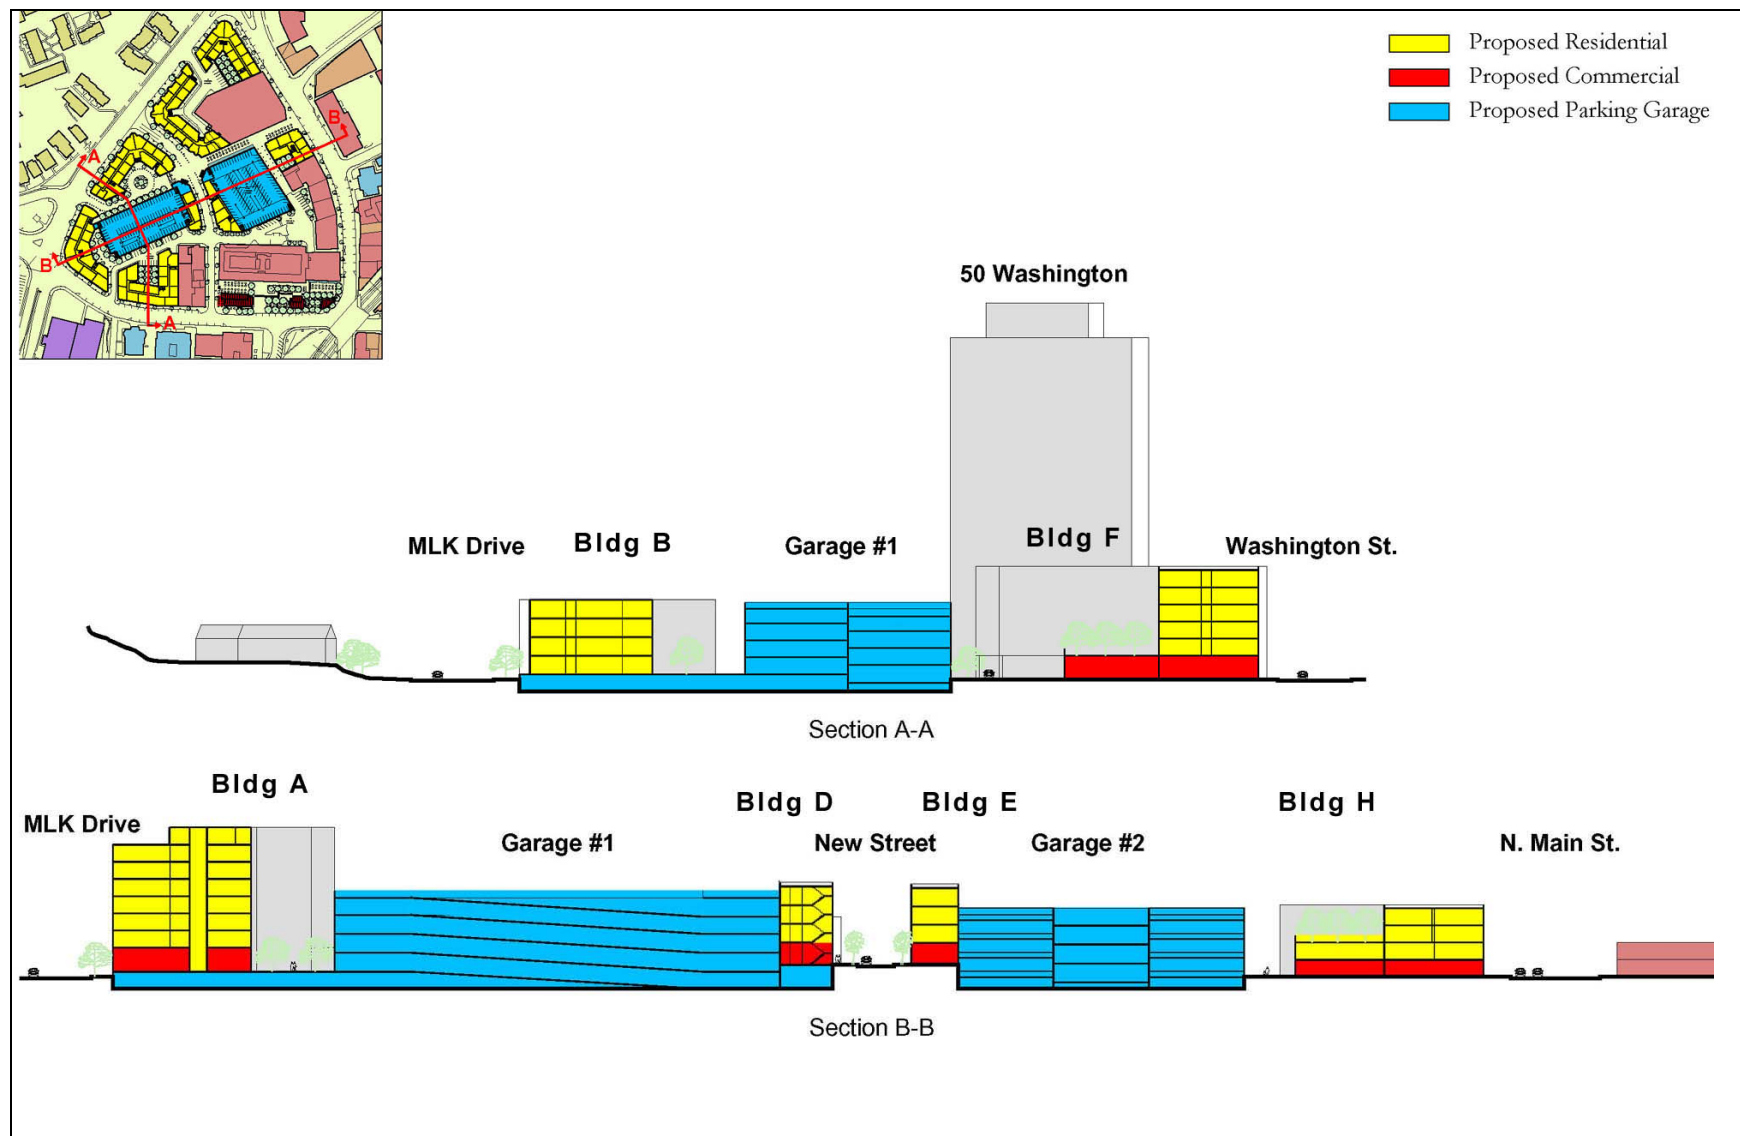 Proposed Residential
Proposed Commercial
Proposed Parking Garage
A
B
B
A
50 Washington
MLK Drive
Bldg B
Garage #1
Bldg F
Washington St.
Section A-A
MLK Drive
Bldg A
Garage #1
Bldg D
New Street
Bldg E
Garage #2
Bldg H
N. Main St.
Section B-B